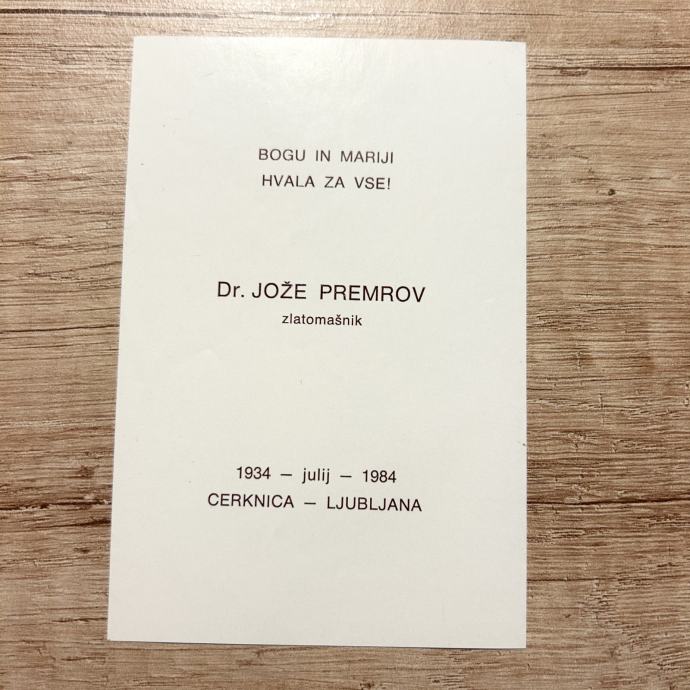 BOGU IN MARIJI
HVALA ZA VSE!
Dr. JOŽE PREMROV
zlatomašnik
1934 — julij — 1984
CERKNICA — LJUBLJANA